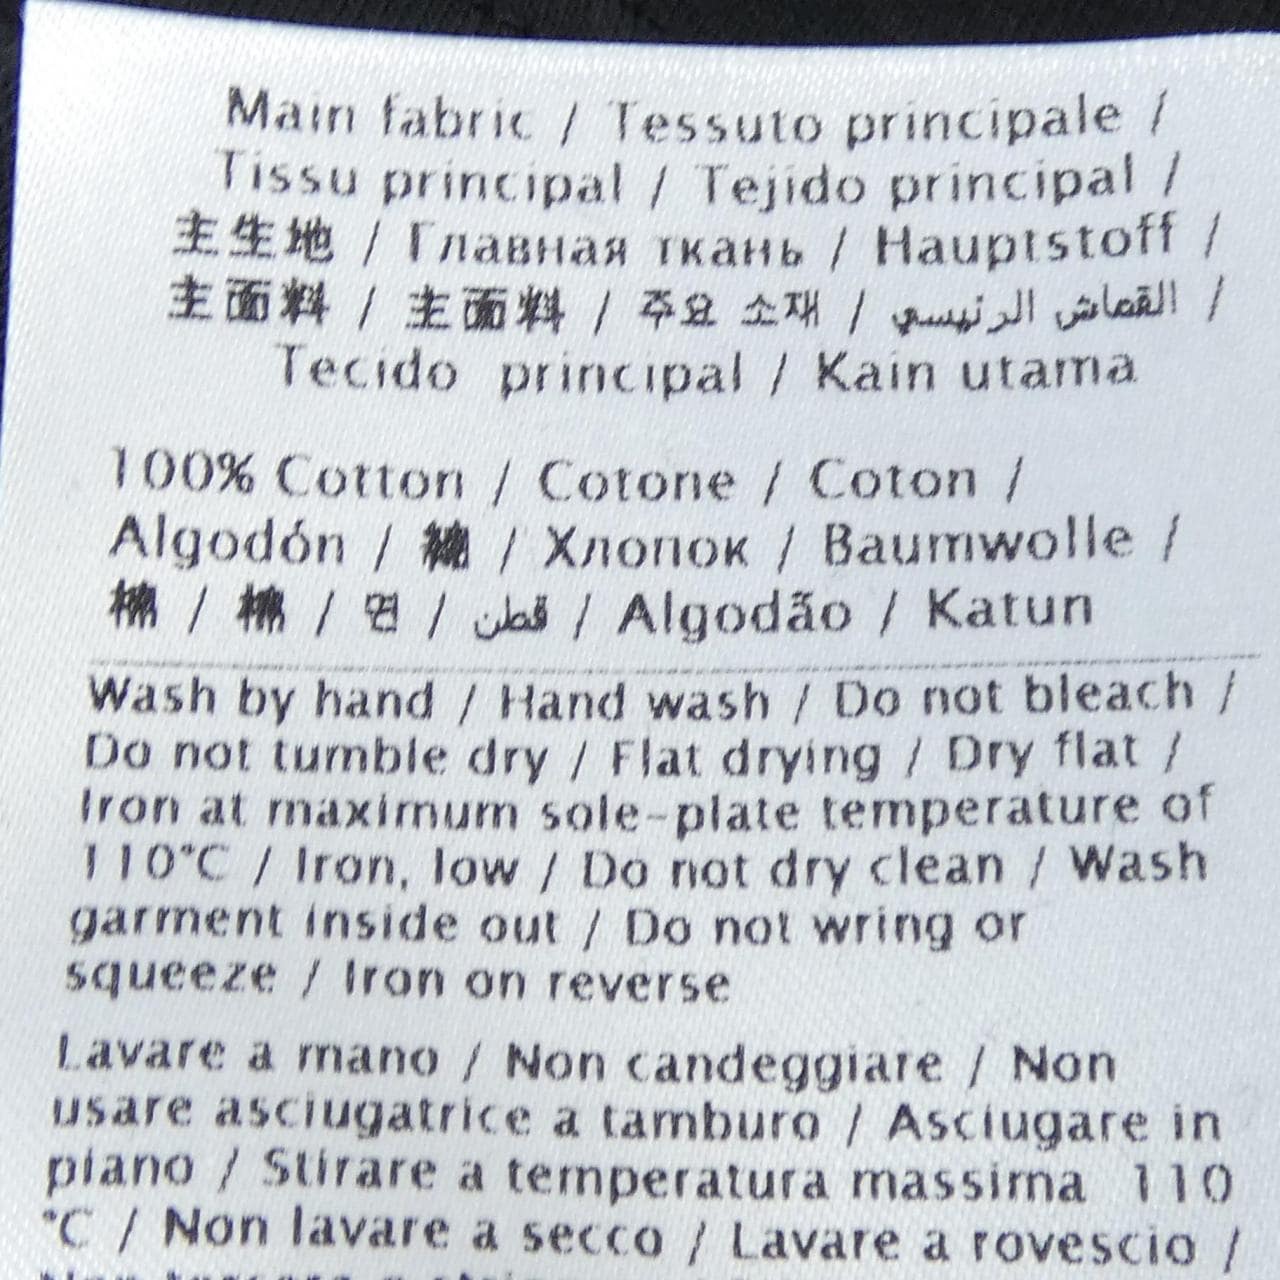 Main fabric / Tessuto principale /
Tissu principal / Tejido principal /
主生地 / Главная ткань / Hauptstoff /
主面料 / 主面料 / 주요 소재 / القماش الرئيسي /
Tecido principal / Kain utama
100% Cotton / Cotone / Coton /
Algodón / 綿 / Хлопок / Baumwolle /
棉 / 棉 / 면 / قطن / Algodão / Katun
Wash by hand / Hand wash / Do not bleach /
Do not tumble dry / Flat drying / Dry flat /
Iron at maximum sole-plate temperature of
110°C / Iron, low / Do not dry clean / Wash
garment inside out / Do not wring or
squeeze / Iron on reverse
Lavare a mano / Non candeggiare / Non
usare asciugatrice a tamburo / Asciugare in
piano / Stirare a temperatura massima 110
°C / Non lavare a secco / Lavare a rovescio /